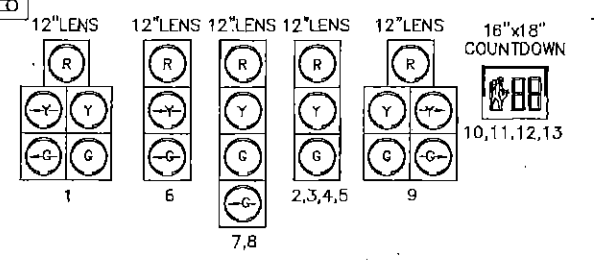 12"LENS 12"LENS 12"LENS 12"LENS 12"LENS 16"x18"
COUNTDOWN
R R R R R
Y Y Y Y Y Y Y
G G G G G G G
G
10,11,12,13
1 6 2,3,4,5 9
7,8